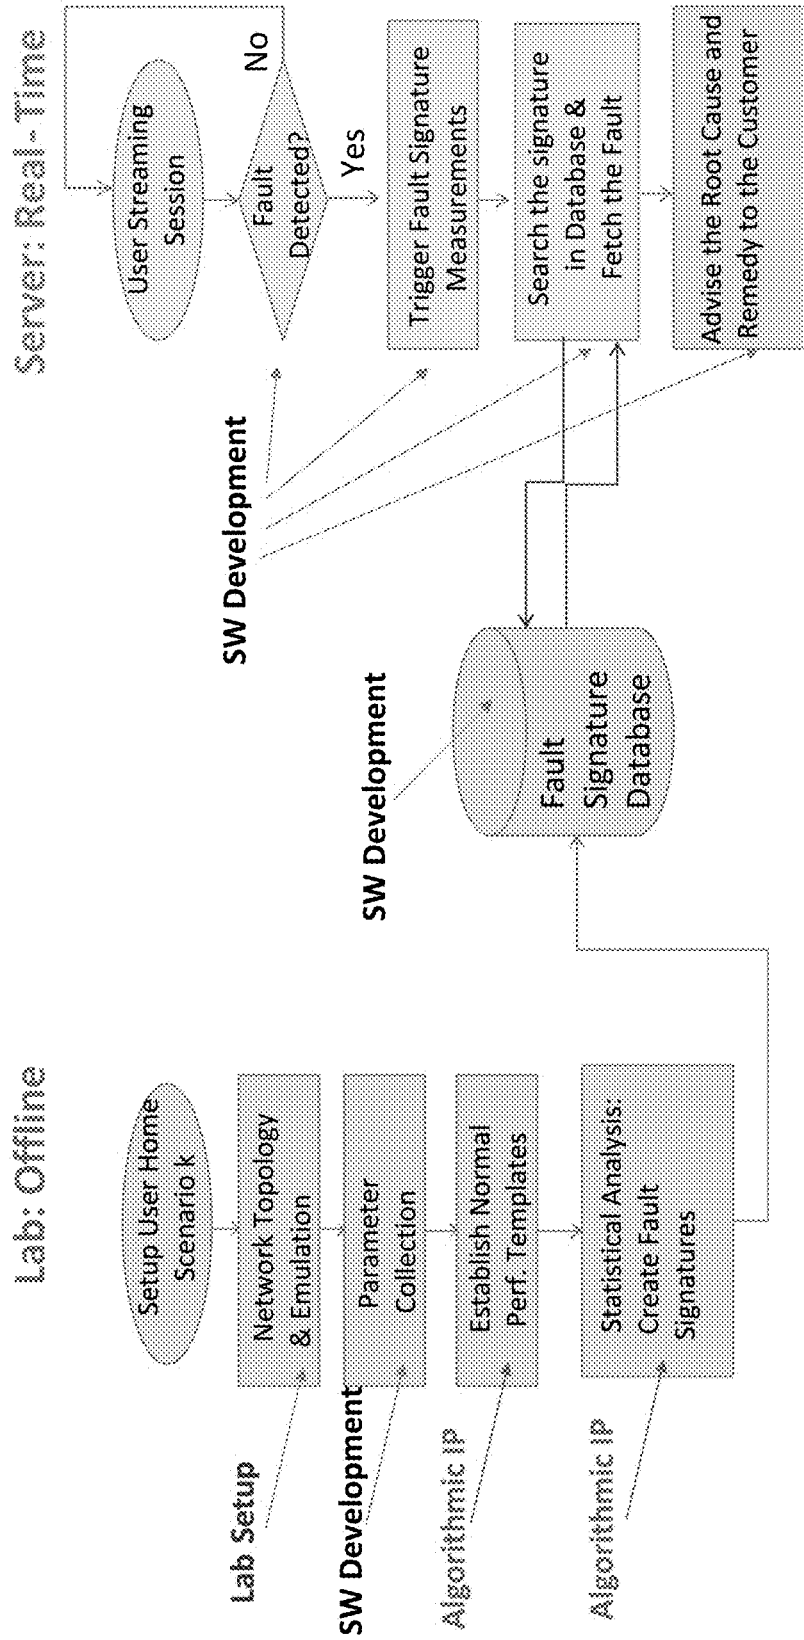 Lab: Offline
Setup User Home
Scenario k
Network Topology
& Emulation
Parameter
Collection
Establish Normal
Perf. Templates
Statistical Analysis:
Create Fault
Signatures
Lab Setup
SW Development
Algorithmic IP
Algorithmic IP
SW Development
Fault
Signature
Database
SW Development
Server: Real-Time
User Streaming
Session
Fault
Detected?
No
Yes
Trigger Fault Signature
Measurements
Search the signature
in Database &
Fetch the Fault
Advise the Root Cause and
Remedy to the Customer